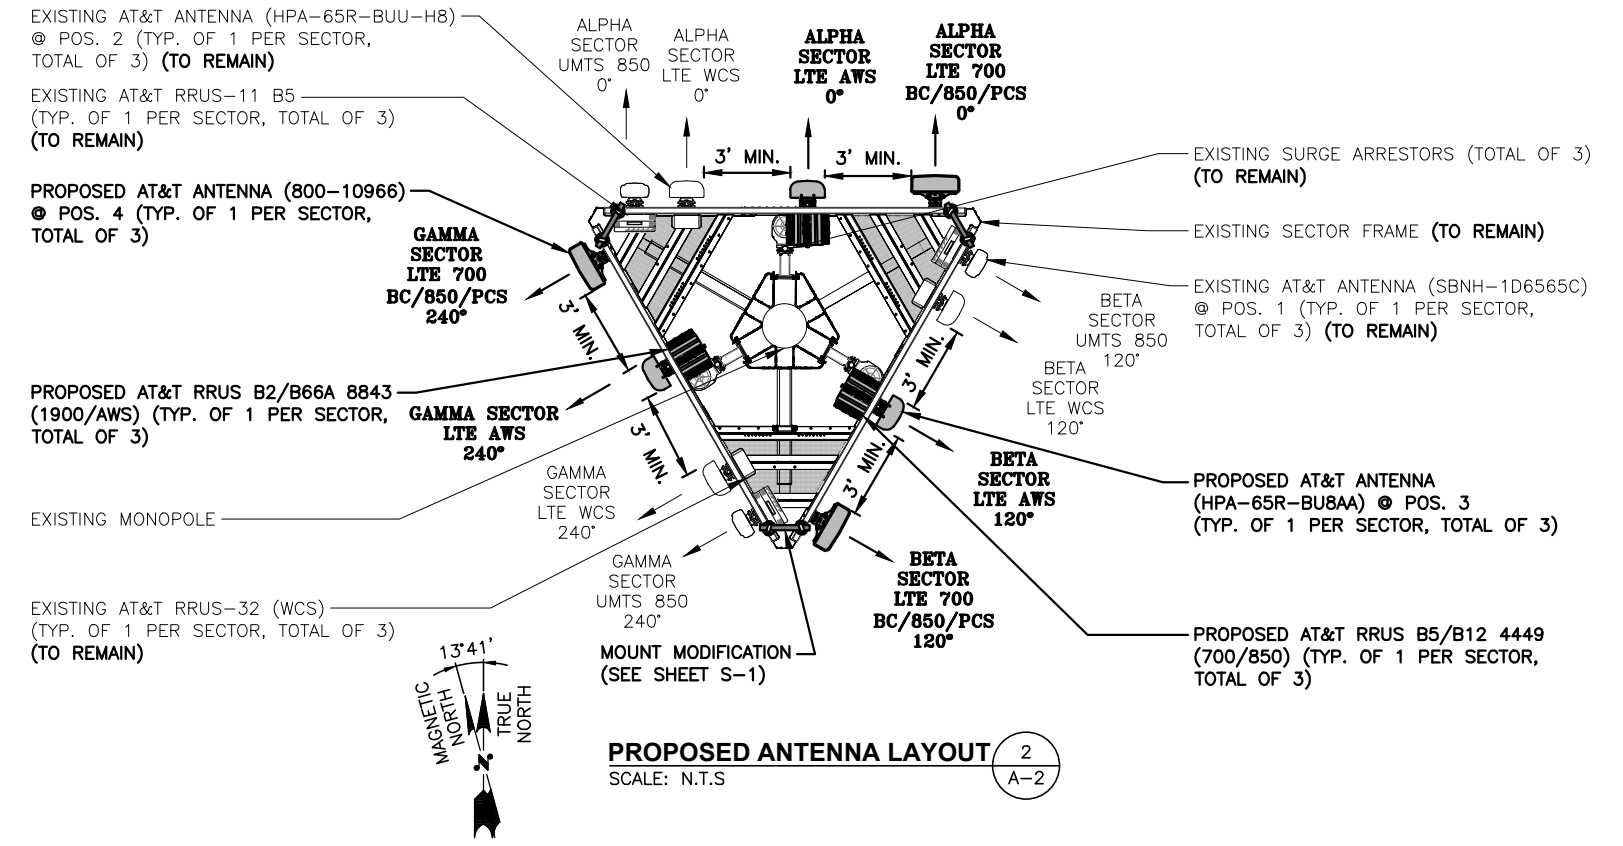 EXISTING AT&T ANTENNA (HPA-65R-BUU-H8)
@ POS. 2 (TYP. OF 1 PER SECTOR,
TOTAL OF 3) (TO REMAIN)
EXISTING AT&T RRUS-11 B5
(TYP. OF 1 PER SECTOR, TOTAL OF 3)
(TO REMAIN)
PROPOSED AT&T ANTENNA (800-10966)
@ POS. 4 (TYP. OF 1 PER SECTOR,
TOTAL OF 3)
PROPOSED AT&T RRUS B2/B66A 8843
(1900/AWS) (TYP. OF 1 PER SECTOR,
TOTAL OF 3)
EXISTING MONOPOLE
EXISTING AT&T RRUS-32 (WCS)
(TYP. OF 1 PER SECTOR, TOTAL OF 3)
(TO REMAIN)
ALPHA
SECTOR
UMTS 850
0°
ALPHA
SECTOR
LTE WCS
0°
ALPHA
SECTOR
LTE AWS
0°
ALPHA
SECTOR
LTE 700
BC/850/PCS
0°
3' MIN.
3' MIN.
GAMMA
SECTOR
LTE 700
BC/850/PCS
240°
3' MIN.
GAMMA SECTOR
LTE AWS
240°
3' MIN.
GAMMA
SECTOR
LTE WCS
240°
GAMMA
SECTOR
UMTS 850
240°
BETA
SECTOR
UMTS 850
120°
BETA
SECTOR
LTE WCS
120°
3' MIN.
BETA
SECTOR
LTE AWS
120°
3' MIN.
BETA
SECTOR
LTE 700
BC/850/PCS
120°
MOUNT MODIFICATION
(SEE SHEET S-1)
EXISTING SURGE ARRESTORS (TOTAL OF 3)
(TO REMAIN)
EXISTING SECTOR FRAME (TO REMAIN)
EXISTING AT&T ANTENNA (SBNH-1D6565C)
@ POS. 1 (TYP. OF 1 PER SECTOR,
TOTAL OF 3) (TO REMAIN)
PROPOSED AT&T ANTENNA
(HPA-65R-BU8AA) @ POS. 3
(TYP. OF 1 PER SECTOR, TOTAL OF 3)
PROPOSED AT&T RRUS B5/B12 4449
(700/850) (TYP. OF 1 PER SECTOR,
TOTAL OF 3)
13°41'
MAGNETIC
NORTH
TRUE
NORTH
N
PROPOSED ANTENNA LAYOUT
SCALE: N.T.S
2
A-2